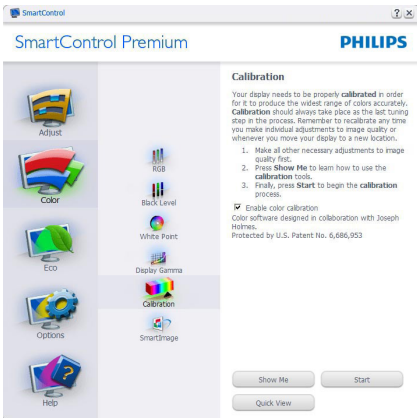 SmartControl
SmartControl Premium
PHILIPS
Adjust
Color
Eco
Options
Help
RGB
Black Level
White Point
Display Gamma
Calibration
SmartImage
Calibration
Your display needs to be properly calibrated in order
for it to produce the widest range of colors accurately.
Calibration should always take place as the last tuning
step in the process. Remember to recalibrate any time
you make individual adjustments to image quality or
whenever you move your display to a new location.
1. Make all other necessary adjustments to image
quality first.
2. Press Show Me to learn how to use the
calibration tools.
3. Finally, press Start to begin the calibration
process.
Enable color calibration
Color software designed in collaboration with Joseph
Holmes.
Protected by U.S. Patent No. 6,686,953
Show Me
Start
Quick View